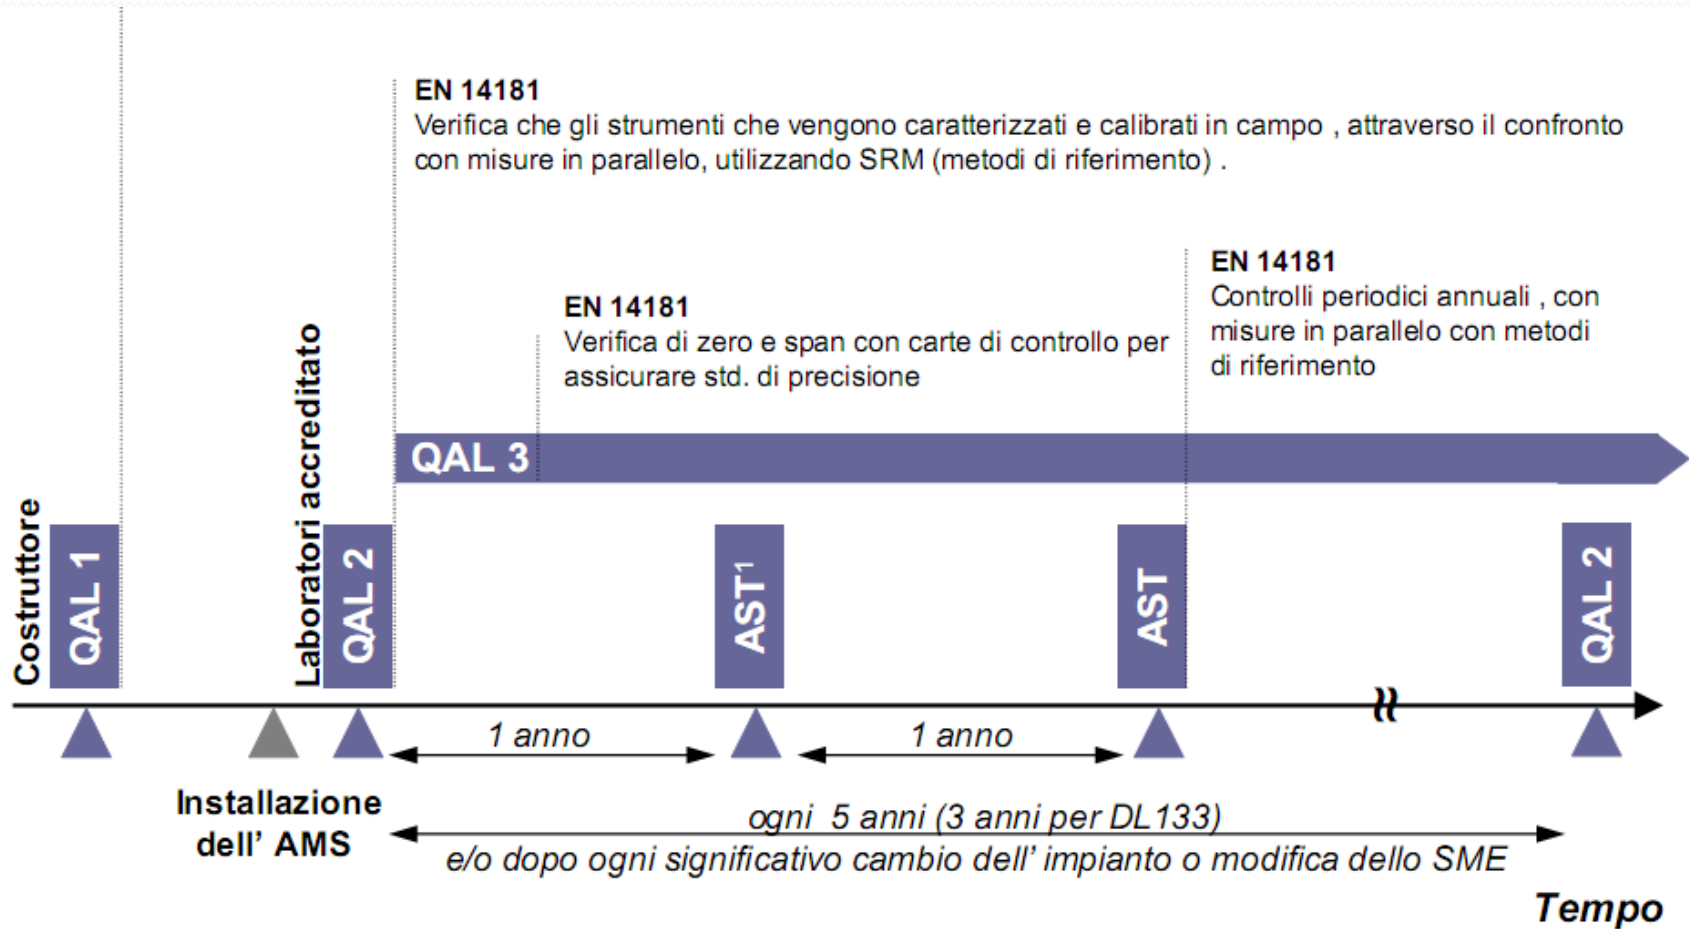 EN 14181
Verifica che gli strumenti che vengono caratterizzati e calibrati in campo , attraverso il confronto
con misure in parallelo, utilizzando SRM (metodi di riferimento) .
EN 14181
Controlli periodici annuali , con
misure in parallelo con metodi
di riferimento
EN 14181
Verifica di zero e span con carte di controllo per
assicurare std. di precisione
QAL 3
Costruttore
QAL 1
Laboratori accreditato
QAL 2
AST¹
AST
QAL 2
1 anno
1 anno
Installazione
dell' AMS
ogni 5 anni (3 anni per DL133)
e/o dopo ogni significativo cambio dell' impianto o modifica dello SME
Tempo